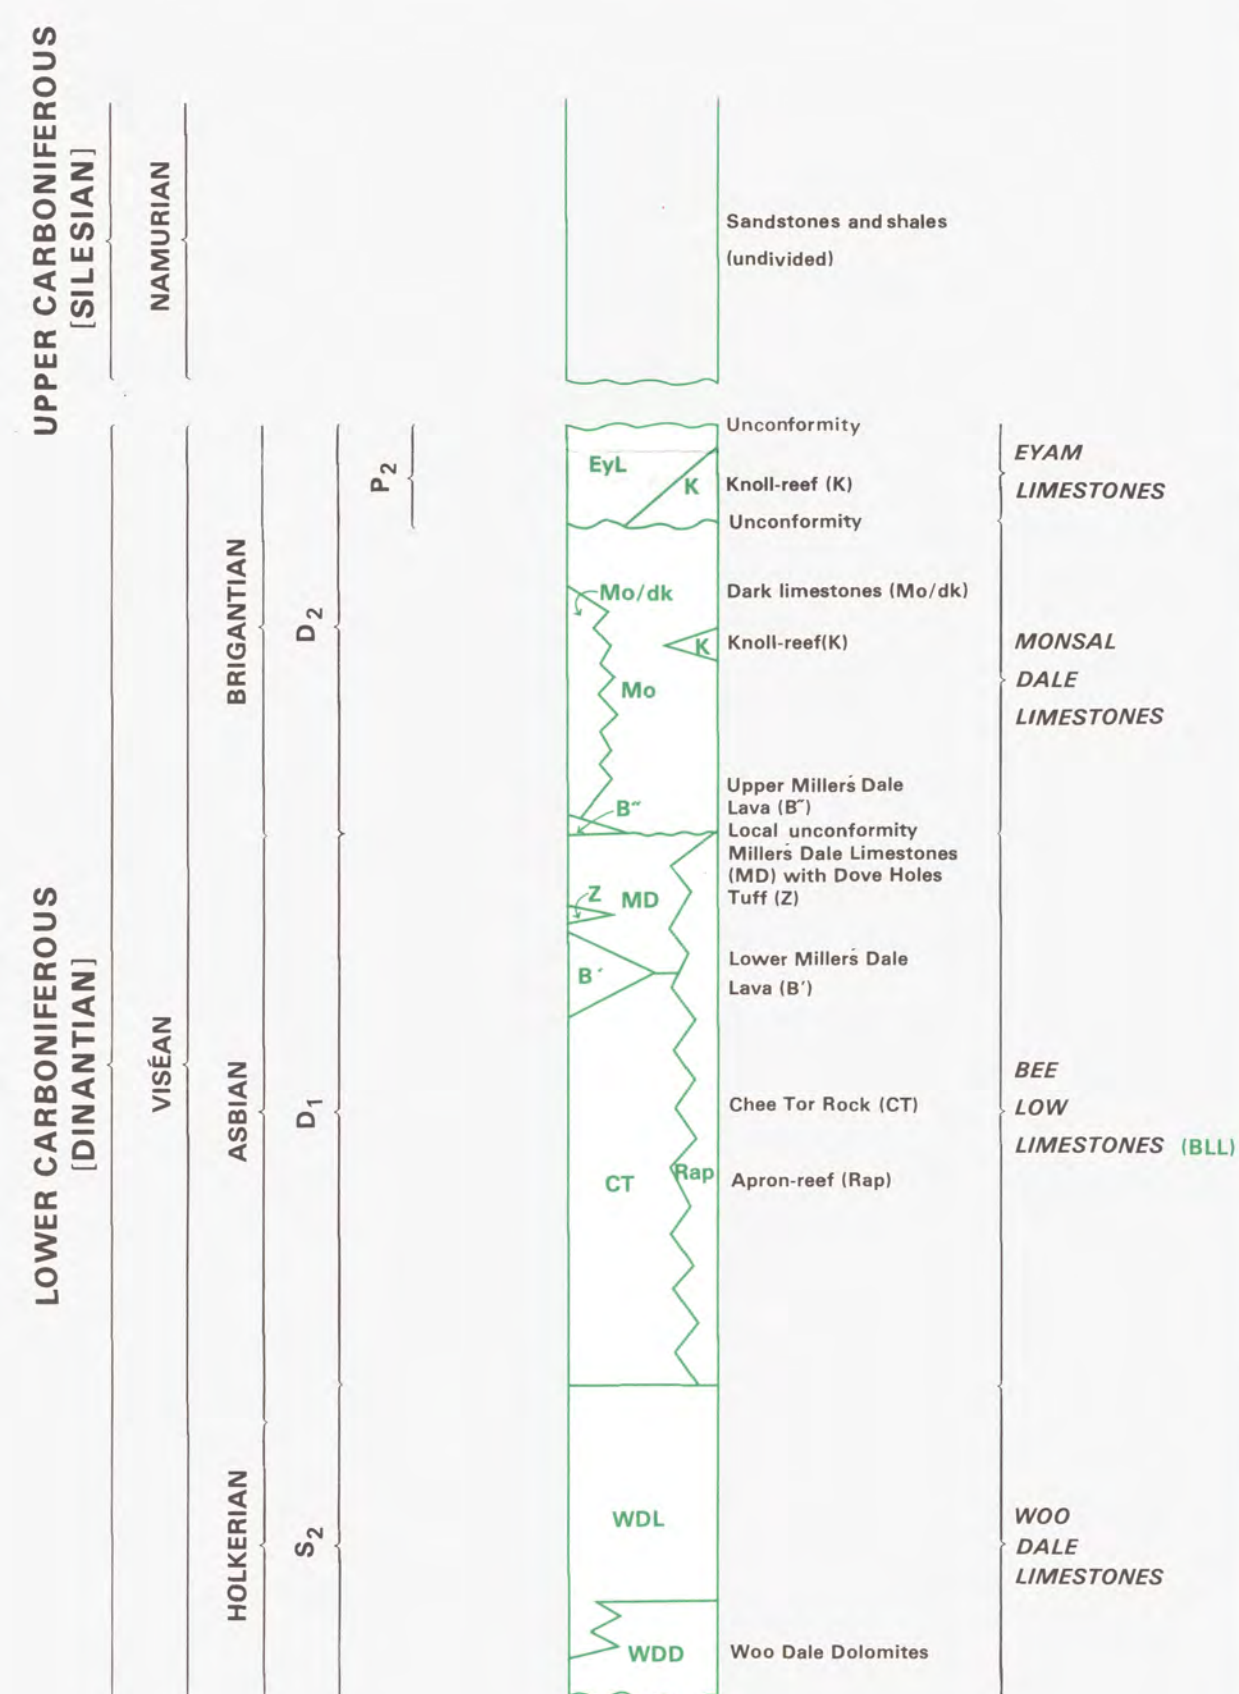 UPPER CARBONIFEROUS
[SILESIAN]
NAMURIAN
Sandstones and shales
(undivided)
LOWER CARBONIFEROUS
[DINANTIAN]
VISÉAN
BRIGANTIAN
ASBIAN
HOLKERIAN
D2
D1
S2
P2
Unconformity
EyL
K
Knoll-reef (K)
Unconformity
EYAM
LIMESTONES
Mo/dk
Dark limestones (Mo/dk)
K
Knoll-reef(K)
Mo
MONSAL
DALE
LIMESTONES
B″
Upper Miller's Dale
Lava (B″)
Local unconformity
Miller's Dale Limestones
(MD) with Dove Holes
Tuff (Z)
Z
MD
B′
Lower Miller's Dale
Lava (B′)
Chee Tor Rock (CT)
CT
Rap
Apron-reef (Rap)
BEE
LOW
LIMESTONES (BLL)
WDL
WOO
DALE
LIMESTONES
WDD
Woo Dale Dolomites